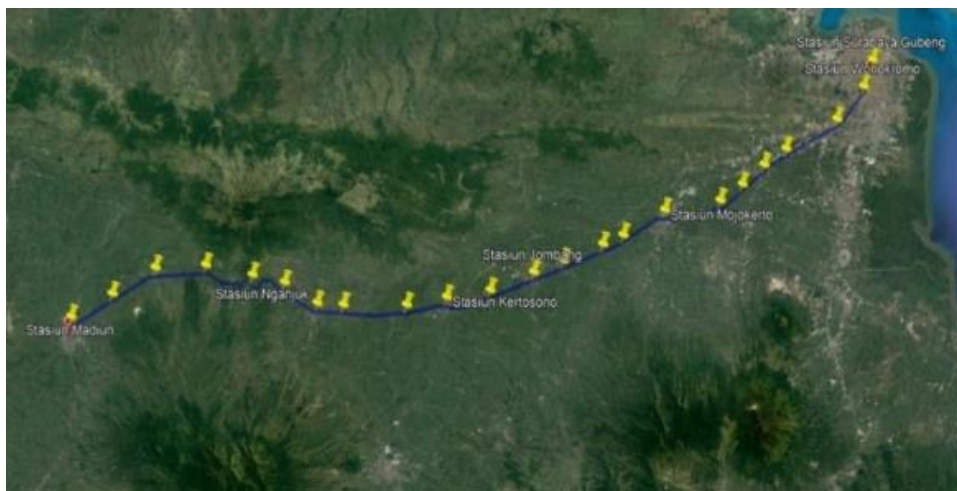 Stasiun Surabaya Gubeng
Stasiun Wonokromo
Stasiun Mojokerto
Stasiun Jombang
Stasiun Nganjuk
Stasiun Kertosono
Stasiun Madiun